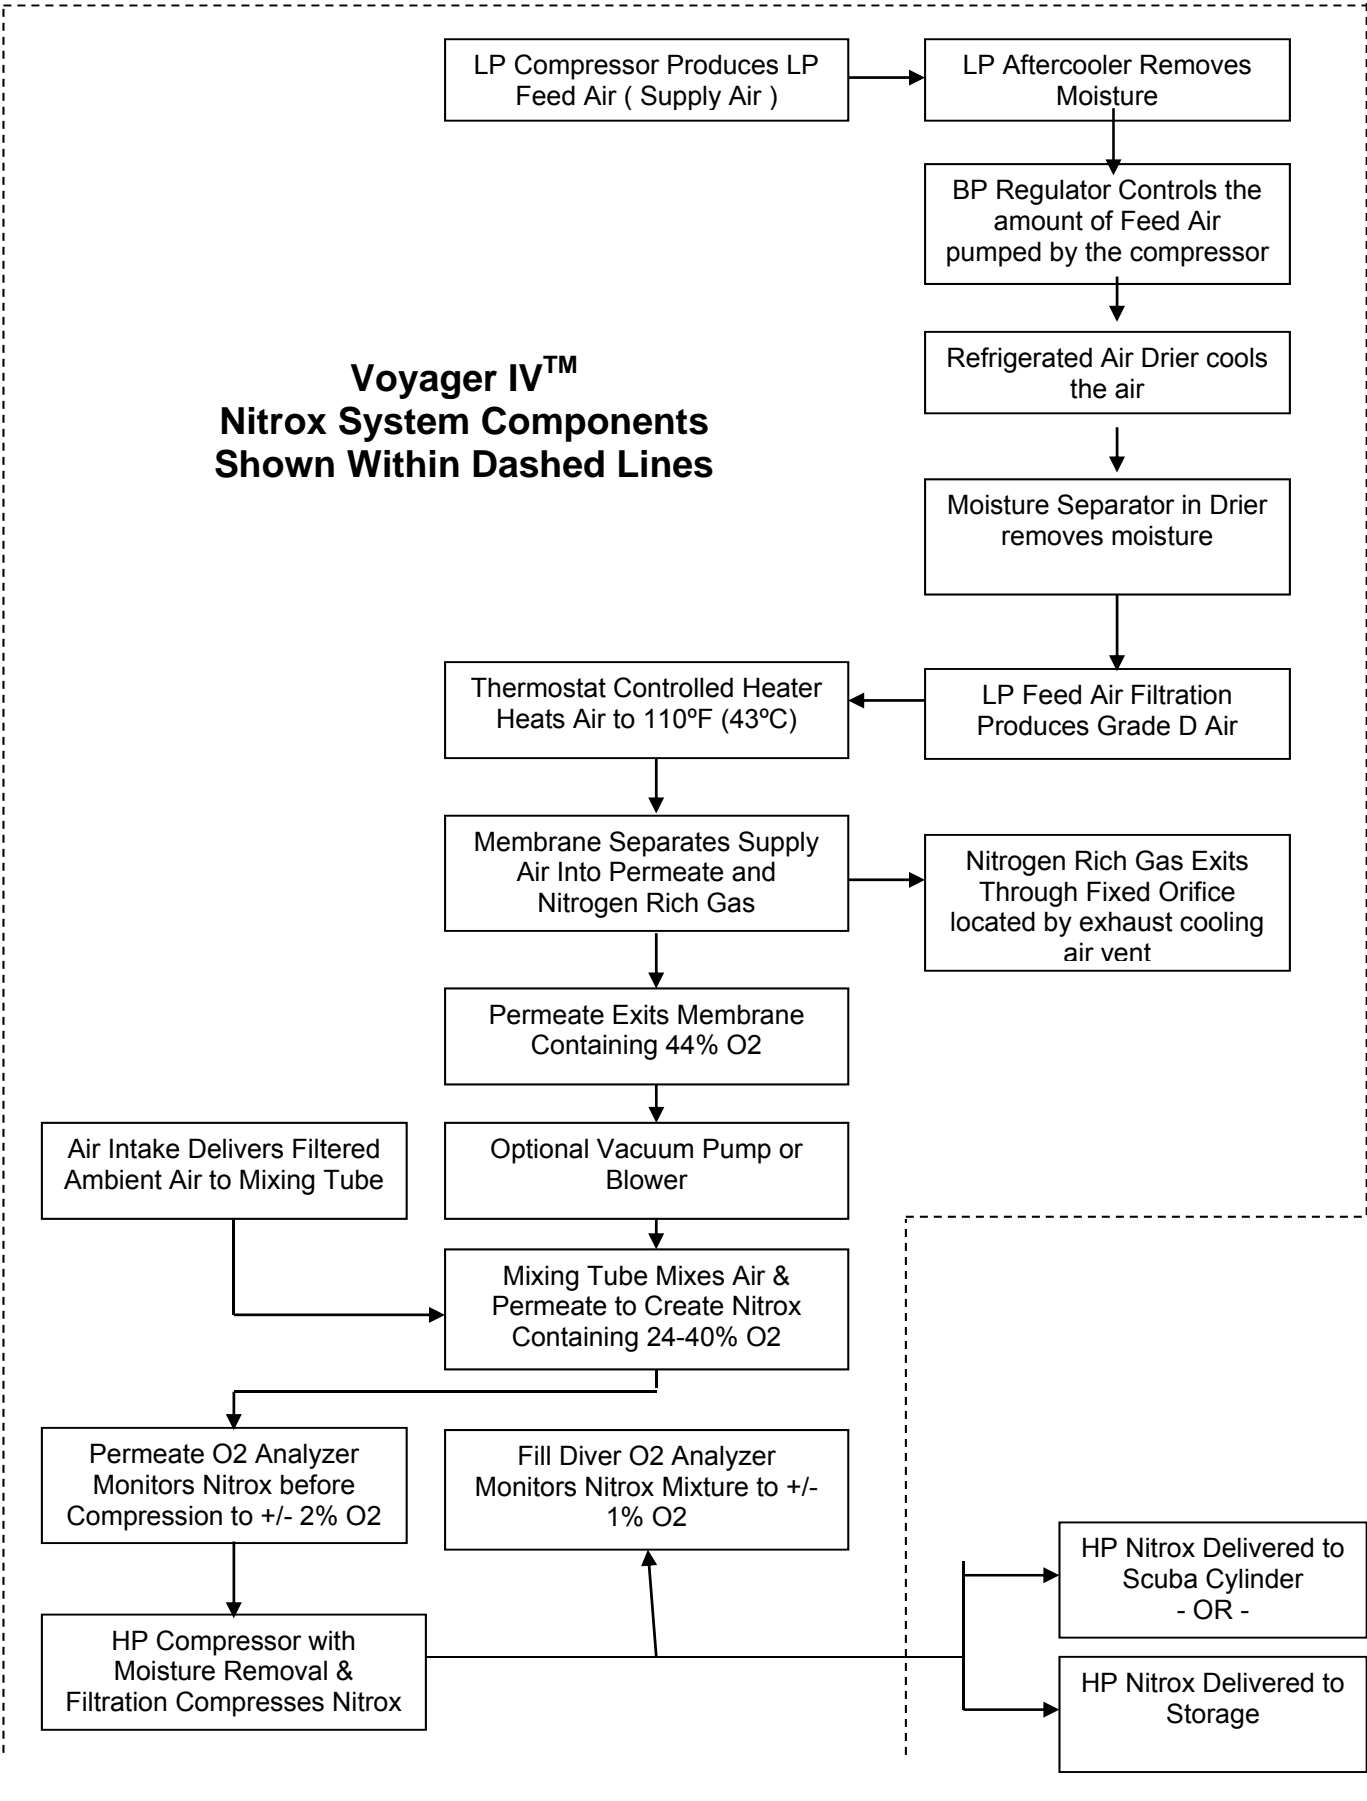 LP Compressor Produces LP
Feed Air ( Supply Air )
LP Aftercooler Removes
Moisture
BP Regulator Controls the
amount of Feed Air
pumped by the compressor
Refrigerated Air Drier cools
the air
Voyager IV™
Nitrox System Components
Shown Within Dashed Lines
Moisture Separator in Drier
removes moisture
Thermostat Controlled Heater
Heats Air to 110ºF (43ºC)
LP Feed Air Filtration
Produces Grade D Air
Membrane Separates Supply
Air Into Permeate and
Nitrogen Rich Gas
Nitrogen Rich Gas Exits
Through Fixed Orifice
located by exhaust cooling
air vent
Permeate Exits Membrane
Containing 44% O2
Air Intake Delivers Filtered
Ambient Air to Mixing Tube
Optional Vacuum Pump or
Blower
Mixing Tube Mixes Air &
Permeate to Create Nitrox
Containing 24-40% O2
Permeate O2 Analyzer
Monitors Nitrox before
Compression to +/- 2% O2
Fill Diver O2 Analyzer
Monitors Nitrox Mixture to +/-
1% O2
HP Nitrox Delivered to
Scuba Cylinder
- OR -
HP Compressor with
Moisture Removal &
Filtration Compresses Nitrox
HP Nitrox Delivered to
Storage